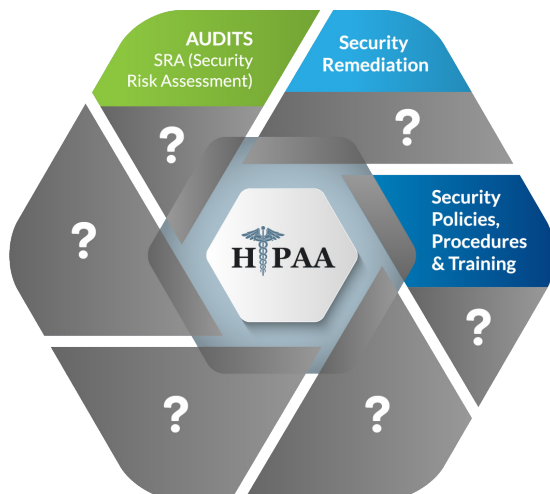 AUDITS
SRA (Security
Risk Assessment)
Security
Remediation
?
?
?
Security
Policies,
Procedures
& Training
HIPAA
?
?
?